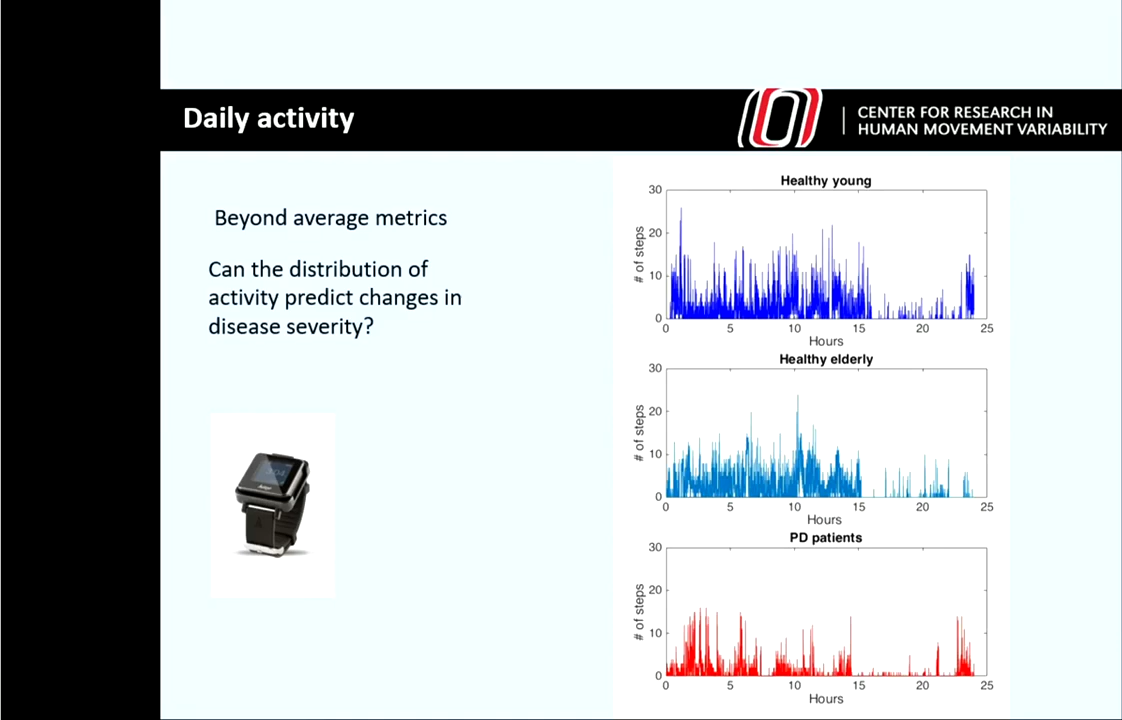 Daily activity
CENTER FOR RESEARCH IN
HUMAN MOVEMENT VARIABILITY
Beyond average metrics
Can the distribution of
activity predict changes in
disease severity?
Healthy young
30
20
10
0
# of steps
0 5 10 15 20 25
Hours
Healthy elderly
30
20
10
0
# of steps
0 5 10 15 20 25
Hours
PD patients
30
20
10
0
# of steps
0 5 10 15 20 25
Hours